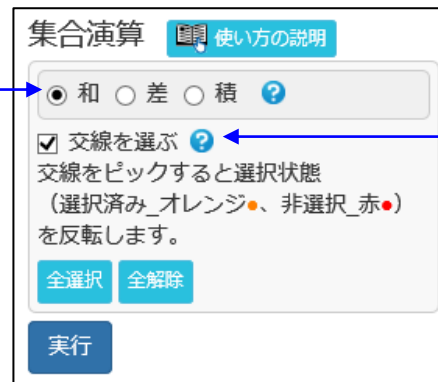 集合演算 使い方の説明
和 差 積 ?
交線を選ぶ ?
交線をピックすると選択状態
（選択済み_オレンジ●、非選択_赤●）
を反転します。
全選択 全解除
実行